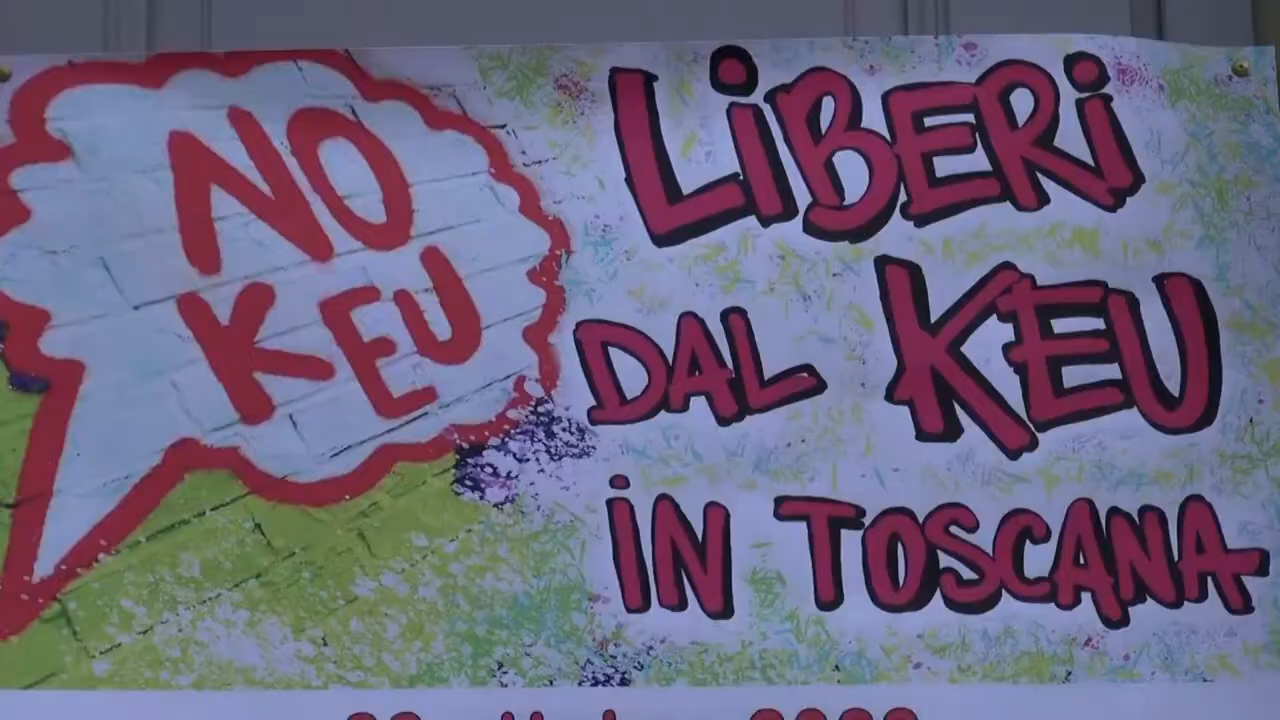 NO
KEU
LiBERi
DAL KEU
iN TOSCANA